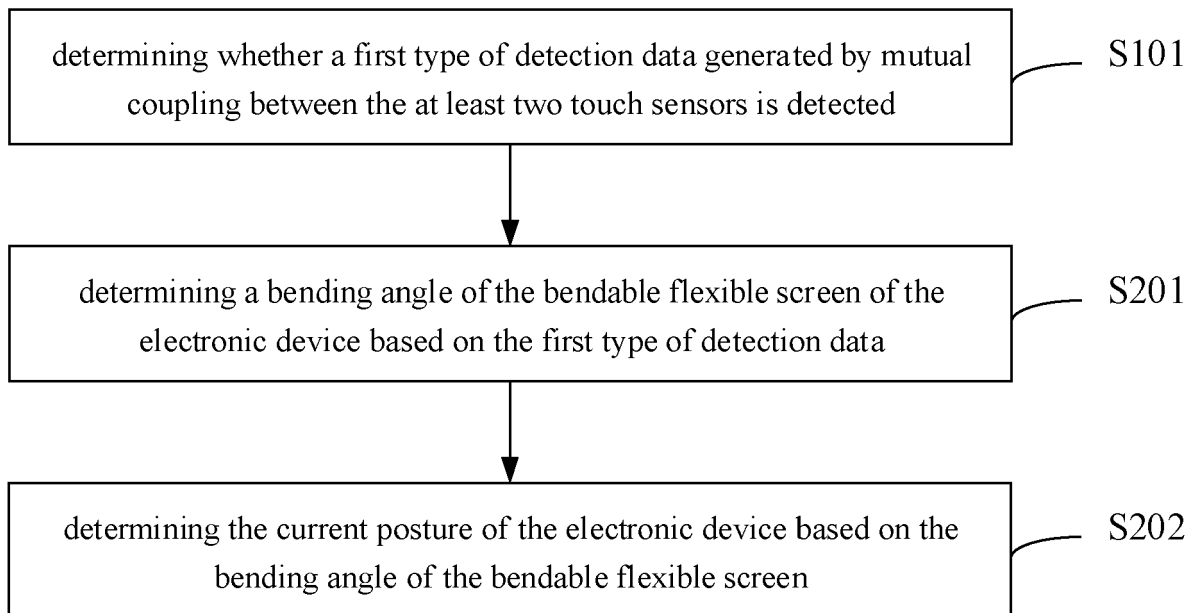 determining whether a first type of detection data generated by mutual
coupling between the at least two touch sensors is detected
S101
determining a bending angle of the bendable flexible screen of the
electronic device based on the first type of detection data
S201
determining the current posture of the electronic device based on the
bending angle of the bendable flexible screen
S202